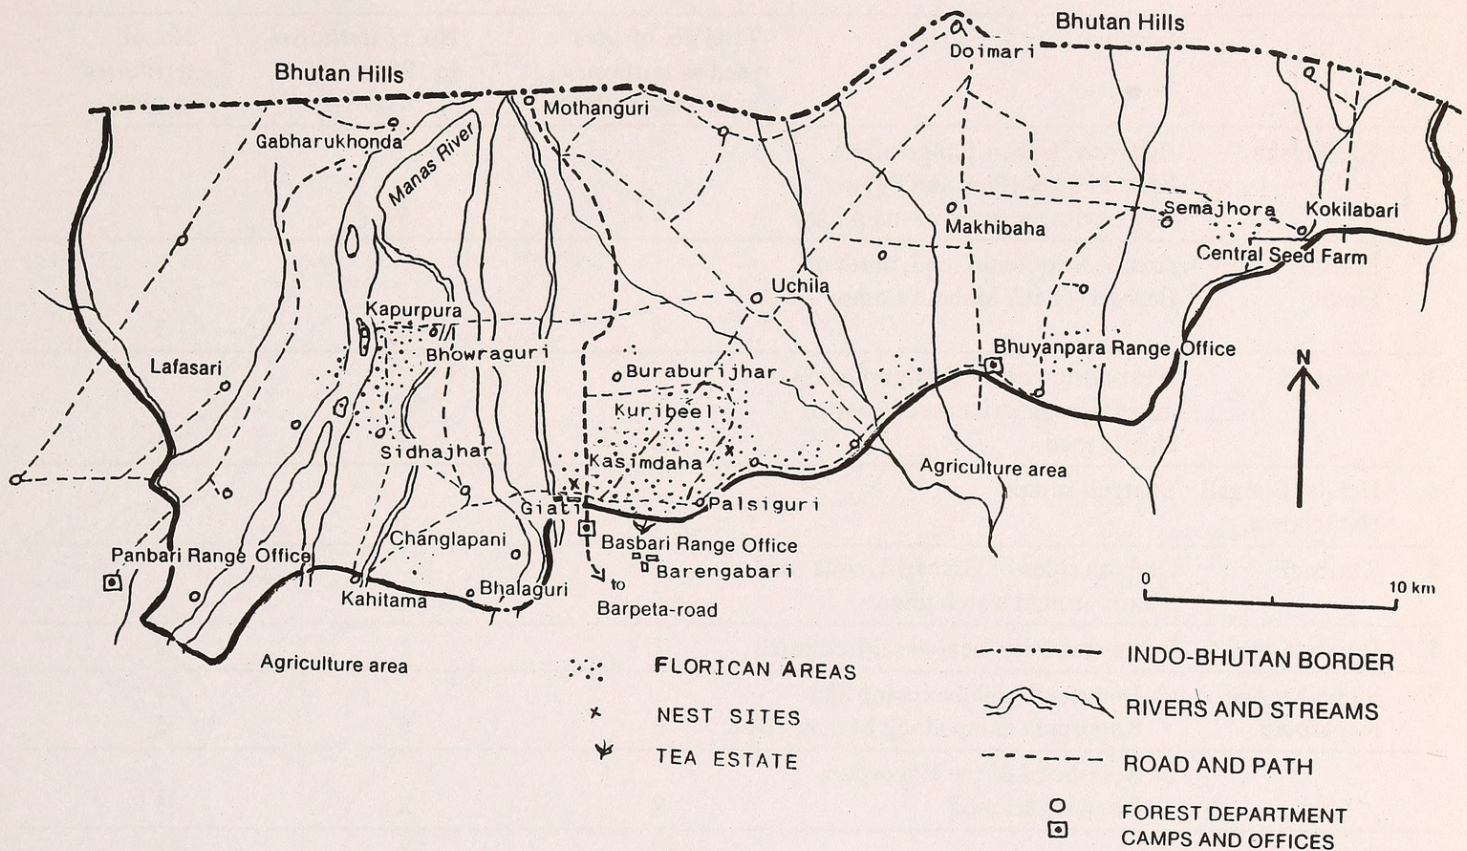 Bhutan Hills
Doimari
Bhutan Hills
Mothanguri
Gabharukhonda
Manas River
Semajhora
Kokilabari
Makhibaha
Central Seed Farm
Uchila
Kapurpura
Bhowraguri
Bhuyanpara Range Office
N
Lafasari
Buraburijhar
Kuribeel
Sidhajhar
Kasimdaha
Agriculture area
Giati
Palsiguri
Changlapani
Basbari Range Office
Panbari Range Office
Barengabari
Bhalaguri
to
Barpeta-road
Kahitama
0
10 km
Agriculture area
FLORICAN AREAS
NEST SITES
TEA ESTATE
INDO-BHUTAN BORDER
RIVERS AND STREAMS
ROAD AND PATH
FOREST DEPARTMENT
CAMPS AND OFFICES